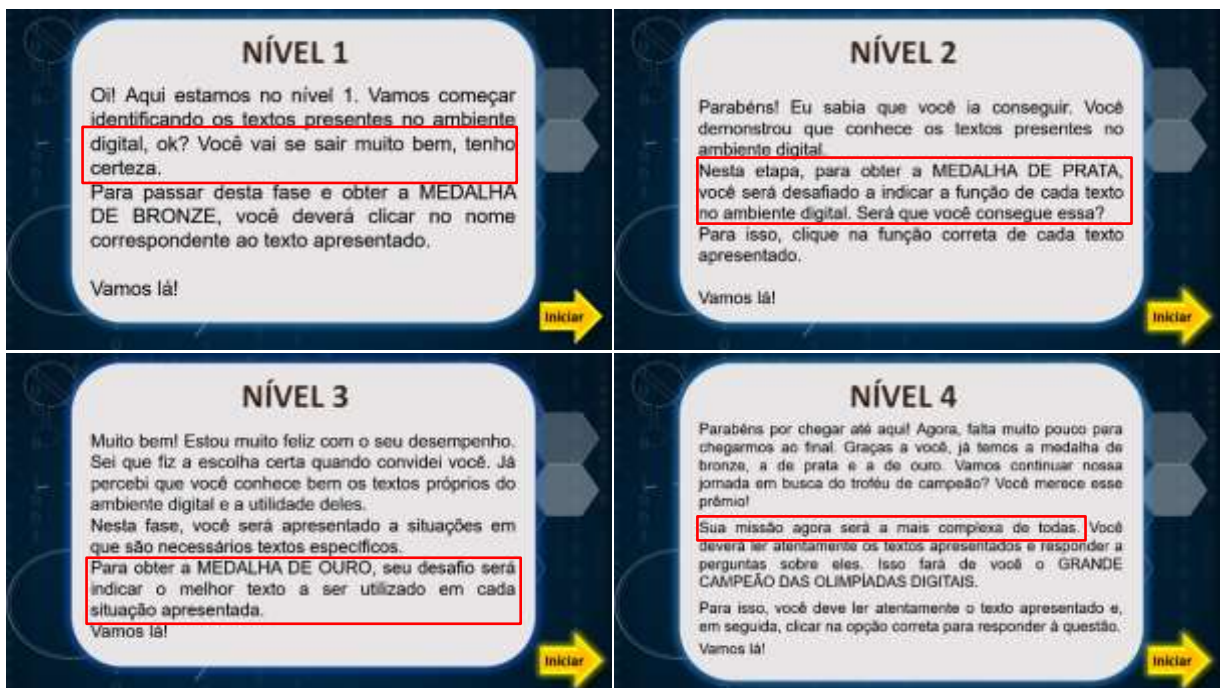 NÍVEL 1
Oi! Aqui estamos no nível 1. Vamos começar
identificando os textos presentes no ambiente
digital, ok? Você vai se sair muito bem, tenho
certeza.
Para passar desta fase e obter a MEDALHA
DE BRONZE, você deverá clicar no nome
correspondente ao texto apresentado.
Vamos lá!
Iniciar
NÍVEL 2
Parabéns! Eu sabia que você ia conseguir. Você
demonstrou que conhece os textos presentes no
ambiente digital.
Nesta etapa, para obter a MEDALHA DE PRATA,
você será desafiado a indicar a função de cada texto
no ambiente digital. Será que você consegue essa?
Para isso, clique na função correta de cada texto
apresentado.
Vamos lá!
Iniciar
NÍVEL 3
Muito bem! Estou muito feliz com o seu desempenho.
Sei que fiz a escolha certa quando convidei você. Já
percebi que você conhece bem os textos próprios do
ambiente digital e a utilidade deles.
Nesta fase, você será apresentado a situações em
que são necessários textos específicos.
Para obter a MEDALHA DE OURO, seu desafio será
indicar o melhor texto a ser utilizado em cada
situação apresentada.
Vamos lá!
Iniciar
NÍVEL 4
Parabéns por chegar até aqui! Agora, falta muito pouco para
chegarmos ao final. Graças a você, já temos a medalha de
bronze, a de prata e a de ouro. Vamos continuar nossa
jornada em busca do troféu de campeão? Você merece esse
prêmio!
Sua missão agora será a mais complexa de todas. Você
deverá ler atentamente os textos apresentados e responder a
perguntas sobre eles. Isso fará de você o GRANDE
CAMPEÃO DAS OLIMPÍADAS DIGITAIS.
Para isso, você deve ler atentamente o texto apresentado e,
em seguida, clicar na opção correta para responder à questão.
Vamos lá!
Iniciar